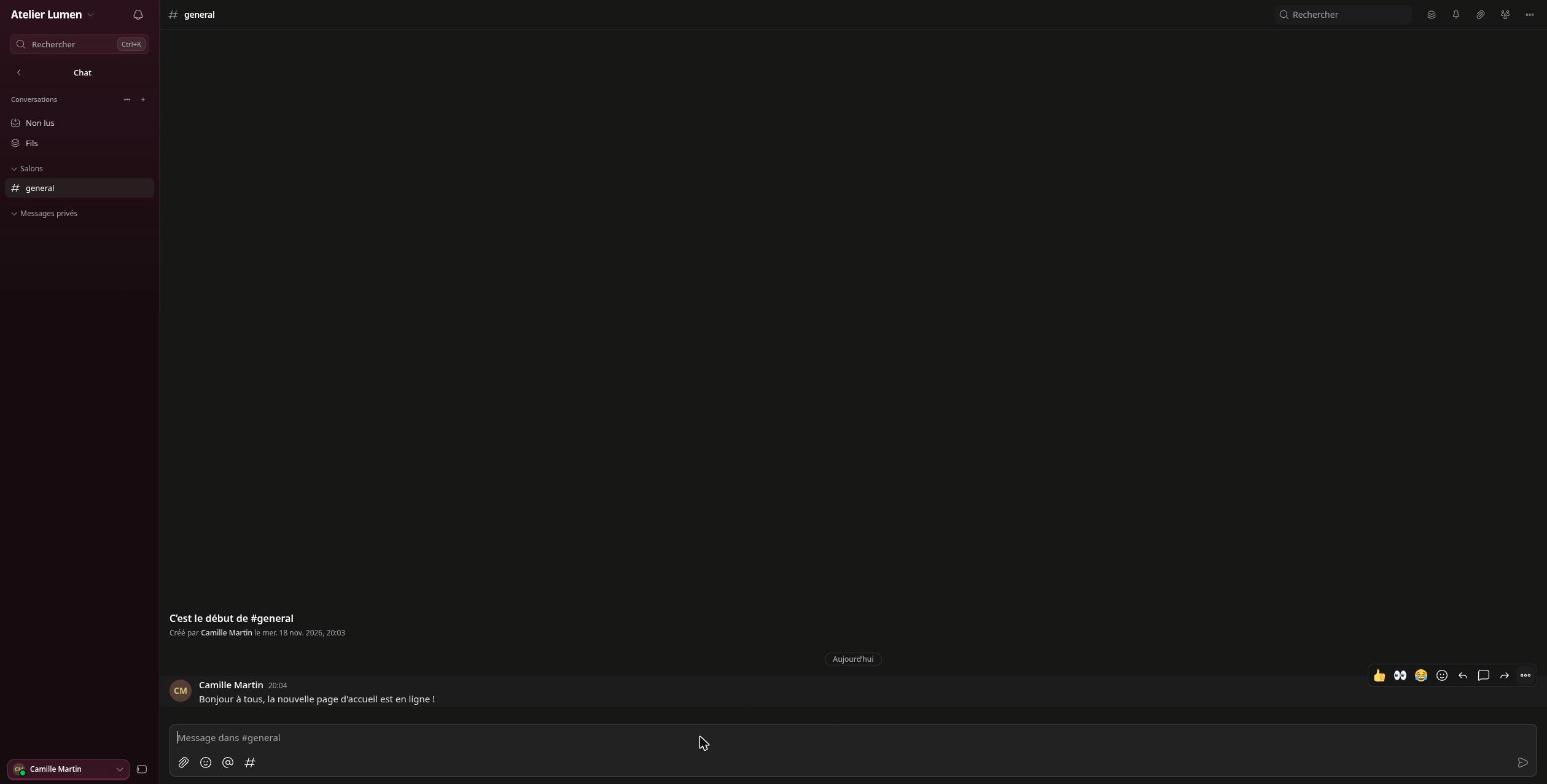 Atelier Lumen
Rechercher Ctrl+K
Chat
Conversations
Non lus
Fils
Salons
# general
Messages privés
CM Camille Martin
# general
Rechercher
C'est le début de #general
Créé par Camille Martin le mer. 18 nov. 2026, 20:03
Aujourd'hui
CM
Camille Martin 20:04
Bonjour à tous, la nouvelle page d'accueil est en ligne !
Message dans #general